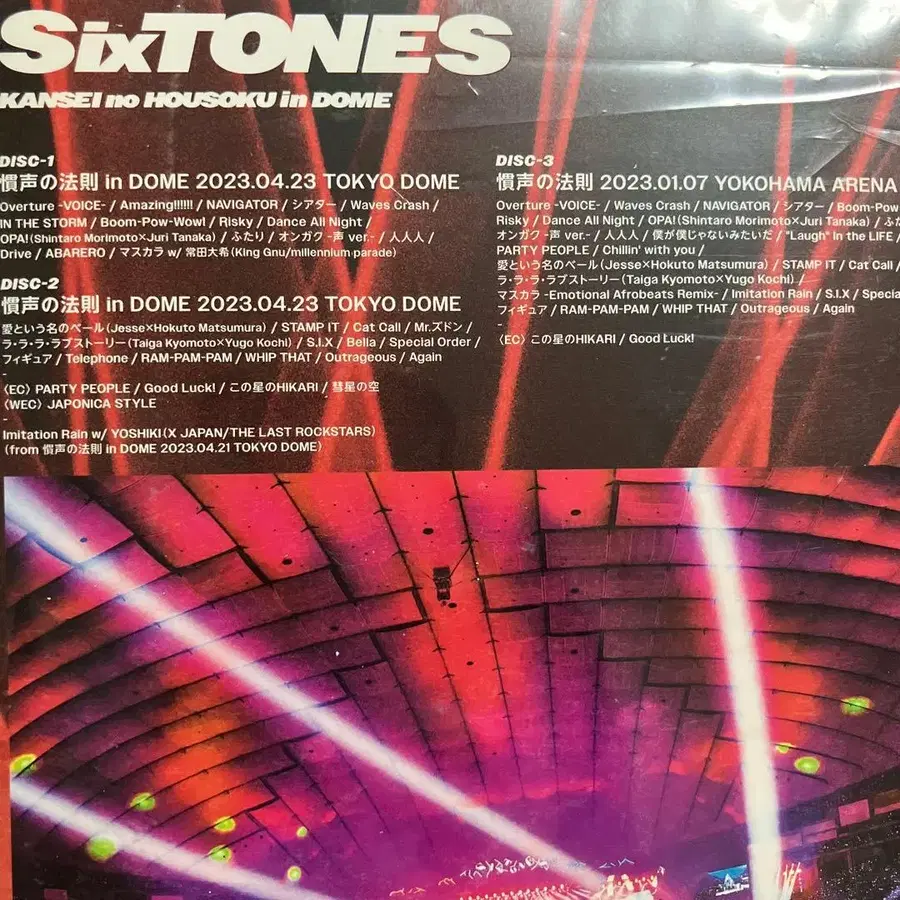 SixTONES
KANSEI no HOUSOKU in DOME
DISC-1
慣声の法則 in DOME 2023.04.23 TOKYO DOME
Overture -VOICE- / Amazing!!!!!! / NAVIGATOR / シアター / Waves Crash /
IN THE STORM / Boom-Pow-Wow! / Risky / Dance All Night /
OPA!(Shintaro Morimoto×Juri Tanaka) / ふたり / オンガク -声 ver.- / 人人人 /
Drive / ABARERO / マスカラ w/ 常田大希(King Gnu/millennium parade)
DISC-2
慣声の法則 in DOME 2023.04.23 TOKYO DOME
愛という名のベール(Jesse×Hokuto Matsumura) / STAMP IT / Cat Call / Mr.ズドン /
ラ・ラ・ラ・ラブストーリー(Taiga Kyomoto×Yugo Kochi) / S.I.X / Bella / Special Order /
フィギュア / Telephone / RAM-PAM-PAM / WHIP THAT / Outrageous / Again
-
〈EC〉 PARTY PEOPLE / Good Luck! / この星のHIKARI / 彗星の空
〈WEC〉 JAPONICA STYLE
-
Imitation Rain w/ YOSHIKI(X JAPAN/THE LAST ROCKSTARS)
(from 慣声の法則 in DOME 2023.04.21 TOKYO DOME)
DISC-3
慣声の法則 2023.01.07 YOKOHAMA ARENA
Overture -VOICE- / Waves Crash / NAVIGATOR / シアター / Boom-Pow
Risky / Dance All Night / OPA!(Shintaro Morimoto×Juri Tanaka) / ふた
オンガク -声 ver.- / 人人人 / 僕が僕じゃないみたいだ / "Laugh" in the LIFE /
PARTY PEOPLE / Chillin' with you /
愛という名のベール(Jesse×Hokuto Matsumura) / STAMP IT / Cat Call /
ラ・ラ・ラ・ラブストーリー(Taiga Kyomoto×Yugo Kochi) /
マスカラ -Emotional Afrobeats Remix- / Imitation Rain / S.I.X / Specia
フィギュア / RAM-PAM-PAM / WHIP THAT / Outrageous / Again
〈EC〉 この星のHIKARI / Good Luck!